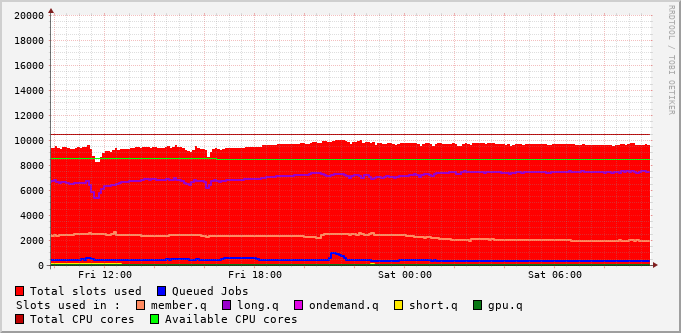 20000
18000
16000
14000
12000
10000
8000
6000
4000
2000
0
Fri 12:00 Fri 18:00 Sat 00:00 Sat 06:00
RRDTOOL / TOBI OETIKER
Total slots used Queued Jobs
Slots used in : member.q long.q ondemand.q short.q gpu.q
Total CPU cores Available CPU cores